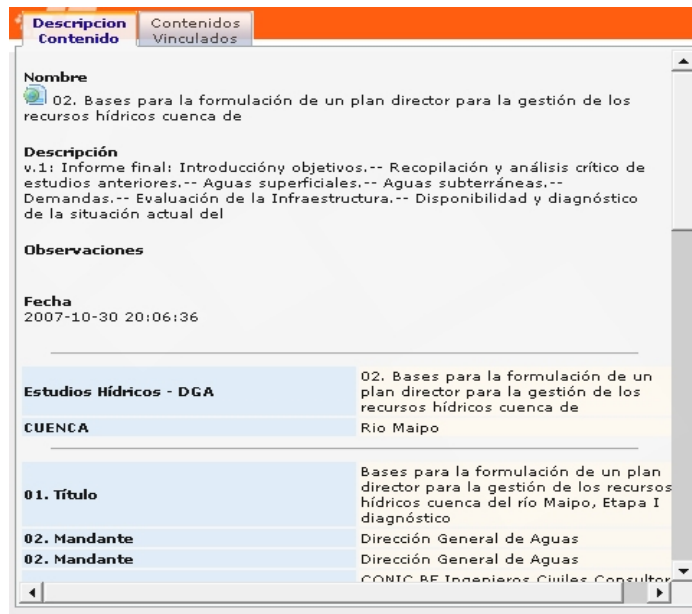 Descripcion
Contenido
Contenidos
Vinculados
Nombre
02. Bases para la formulación de un plan director para la gestión de los
recursos hídricos cuenca de
Descripción
v.1: Informe final: Introduccióny objetivos.-- Recopilación y análisis crítico de
estudios anteriores.-- Aguas superficiales.-- Aguas subterráneas.--
Demandas.-- Evaluación de la Infraestructura.-- Disponibilidad y diagnóstico
de la situación actual del
Observaciones
Fecha
2007-10-30 20:06:36
Estudios Hídricos - DGA
02. Bases para la formulación de un
plan director para la gestión de los
recursos hídricos cuenca de
CUENCA
Rio Maipo
01. Título
Bases para la formulación de un plan
director para la gestión de los recursos
hídricos cuenca del río Maipo, Etapa I
diagnóstico
02. Mandante
Dirección General de Aguas
02. Mandante
Dirección General de Aguas
CONIC BF Ingenieros Civiles Consultor